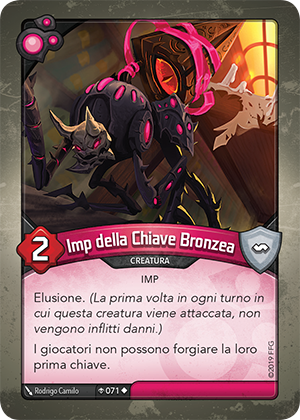 Imp della Chiave Bronzea
2
CREATURA
IMP
Elusione. (La prima volta in ogni turno in
cui questa creatura viene attaccata, non
vengono inflitti danni.)
I giocatori non possono forgiare la loro
prima chiave.
Rodrigo Camilo
071
©2019 FFG